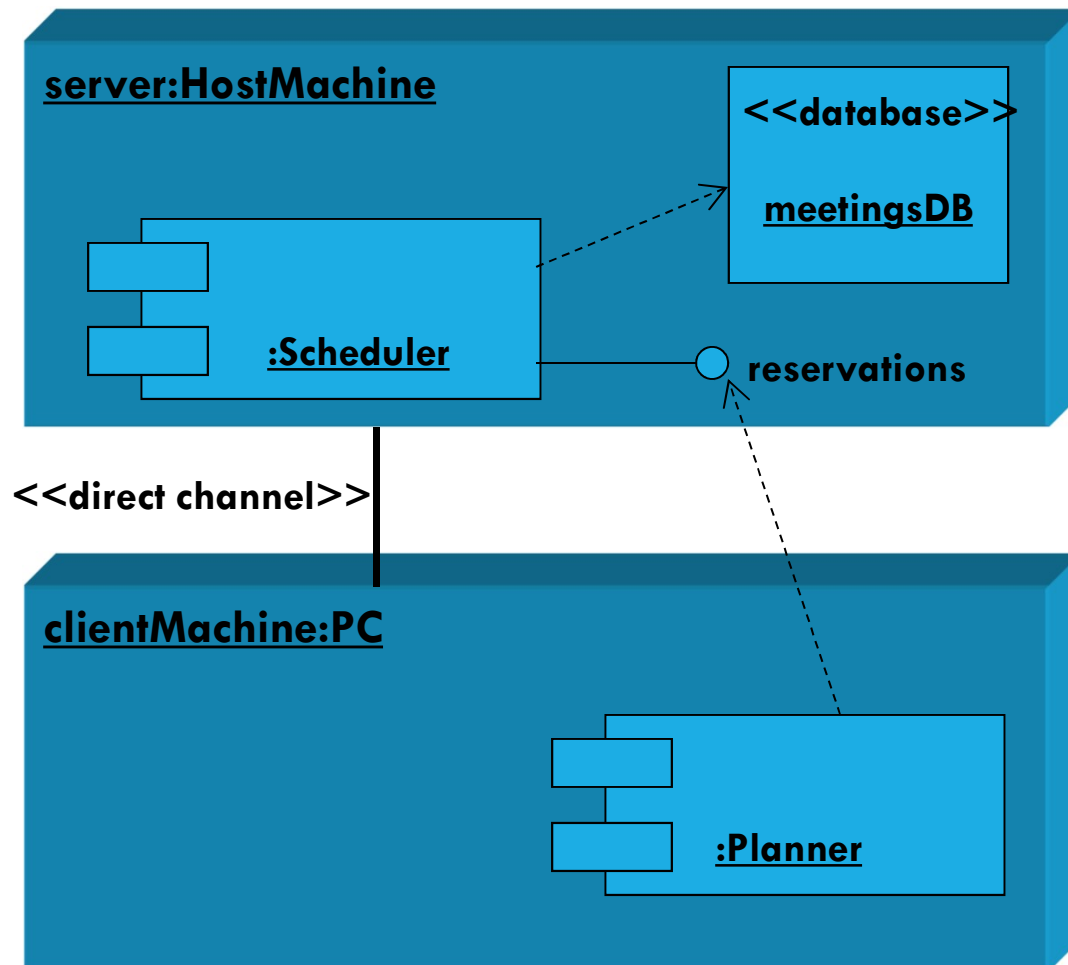 server:HostMachine
<<database>>
meetingsDB
:Scheduler
reservations
<<direct channel>>
clientMachine:PC
:Planner